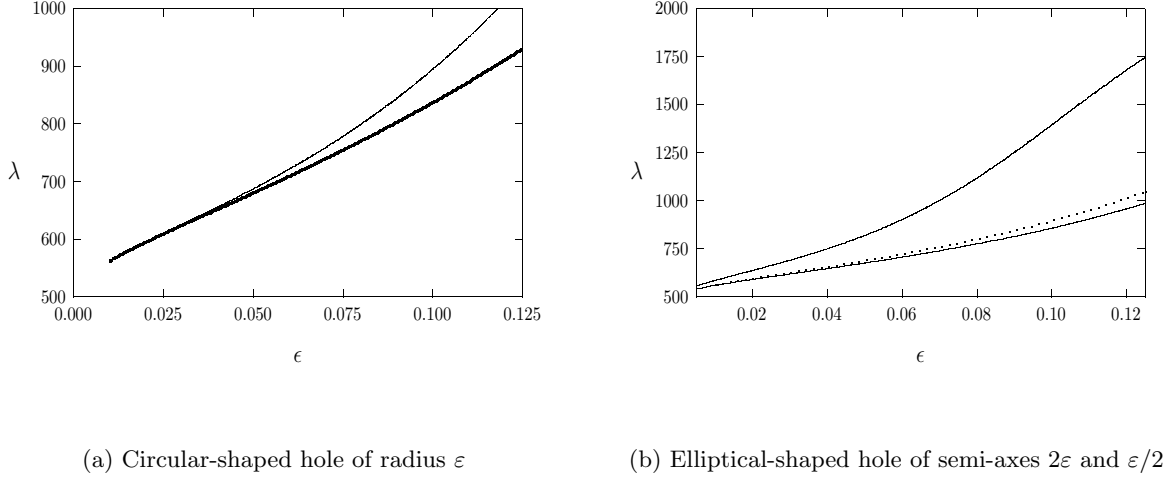 1000
900
800
700
600
500
λ
0.000 0.025 0.050 0.075 0.100 0.125
ϵ
(a) Circular-shaped hole of radius ε
2000
1750
1500
1250
1000
750
500
λ
0.02 0.04 0.06 0.08 0.10 0.12
ϵ
(b) Elliptical-shaped hole of semi-axes 2ε and ε/2